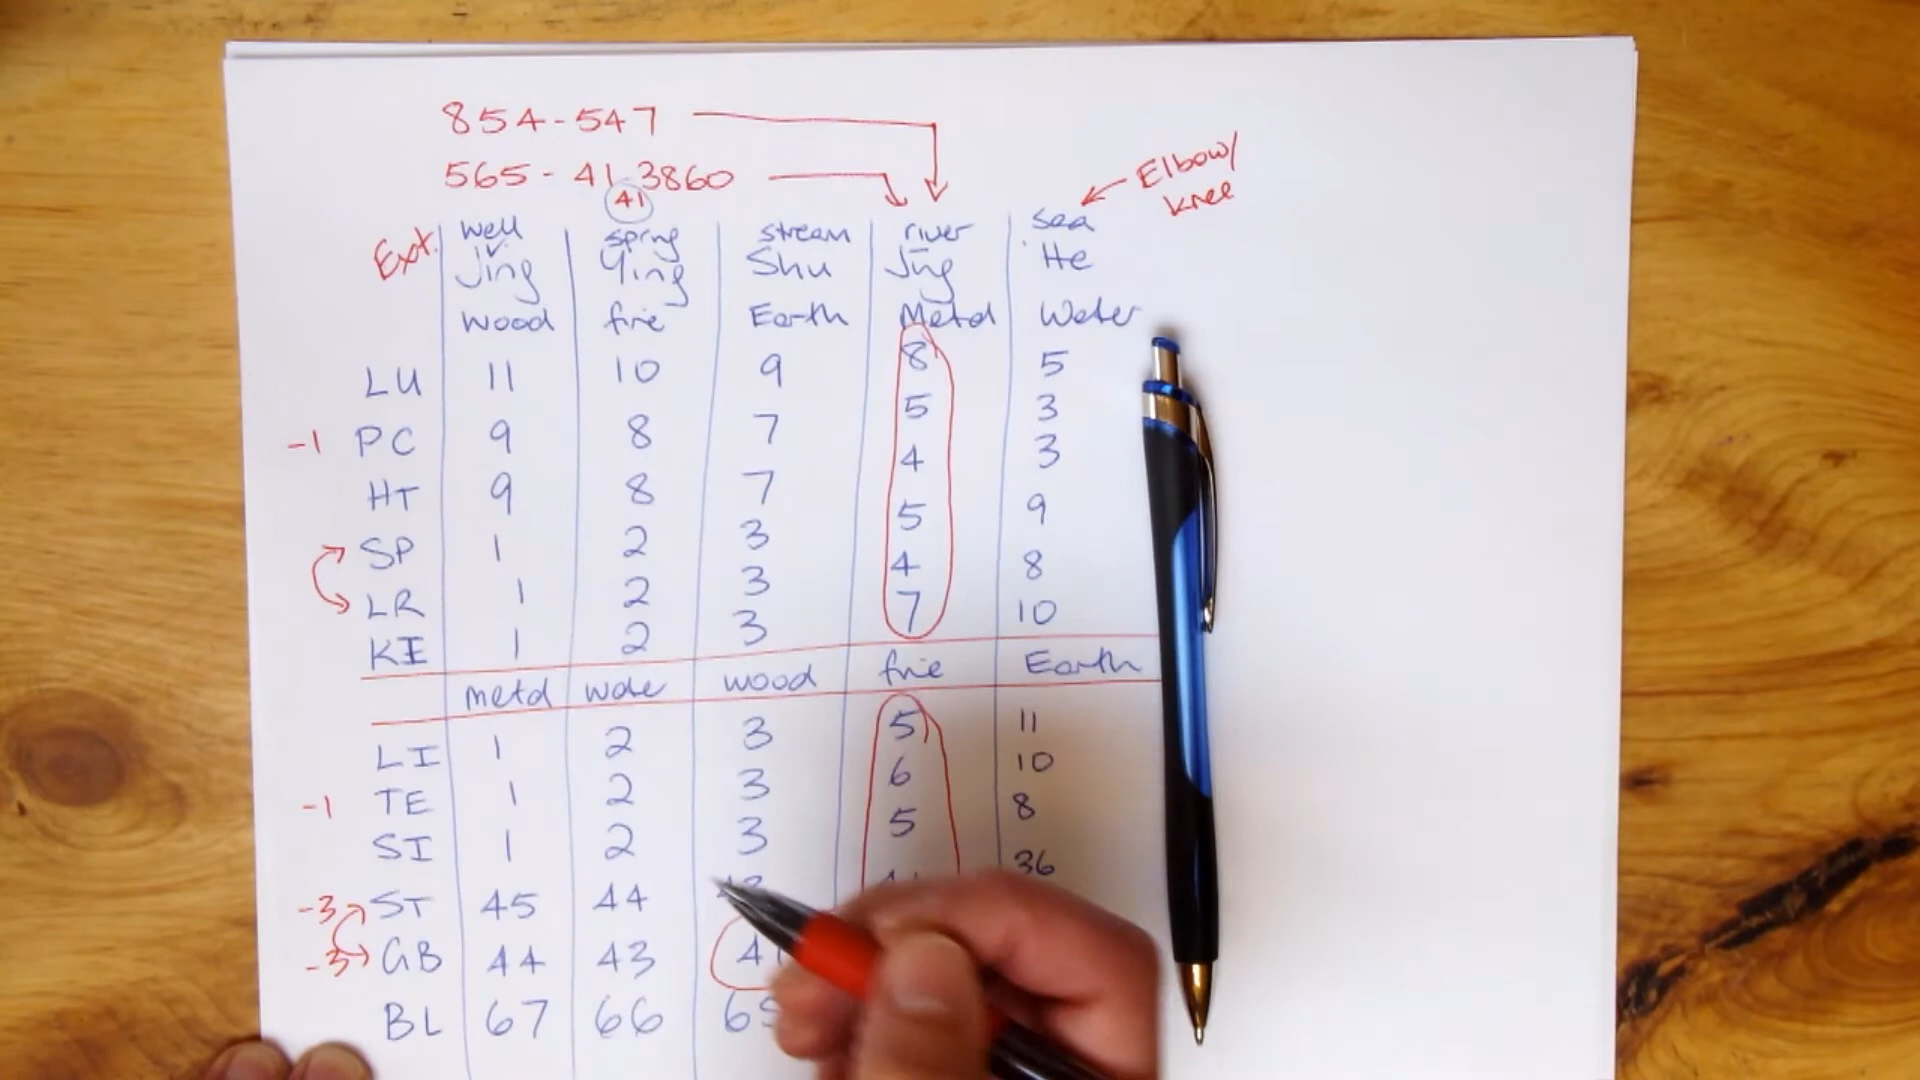 854-547
565-41 3860
41
Elbow/
knee
Ext. well spring stream river sea
Jing Ying Shu Jing He
Wood fire Earth Metal Water
LU 11 10 9 8 5
-1 PC 9 8 7 5 3
HT 9 8 7 4 3
SP 1 2 3 5 9
LR 1 2 3 4 8
KI 1 2 3 7 10
metal water wood fire Earth
LI 1 2 3 5 11
-1 TE 1 2 3 6 10
SI 1 2 3 5 8
-3 ST 45 44 36
-3 GB 44 43 41
BL 67 66